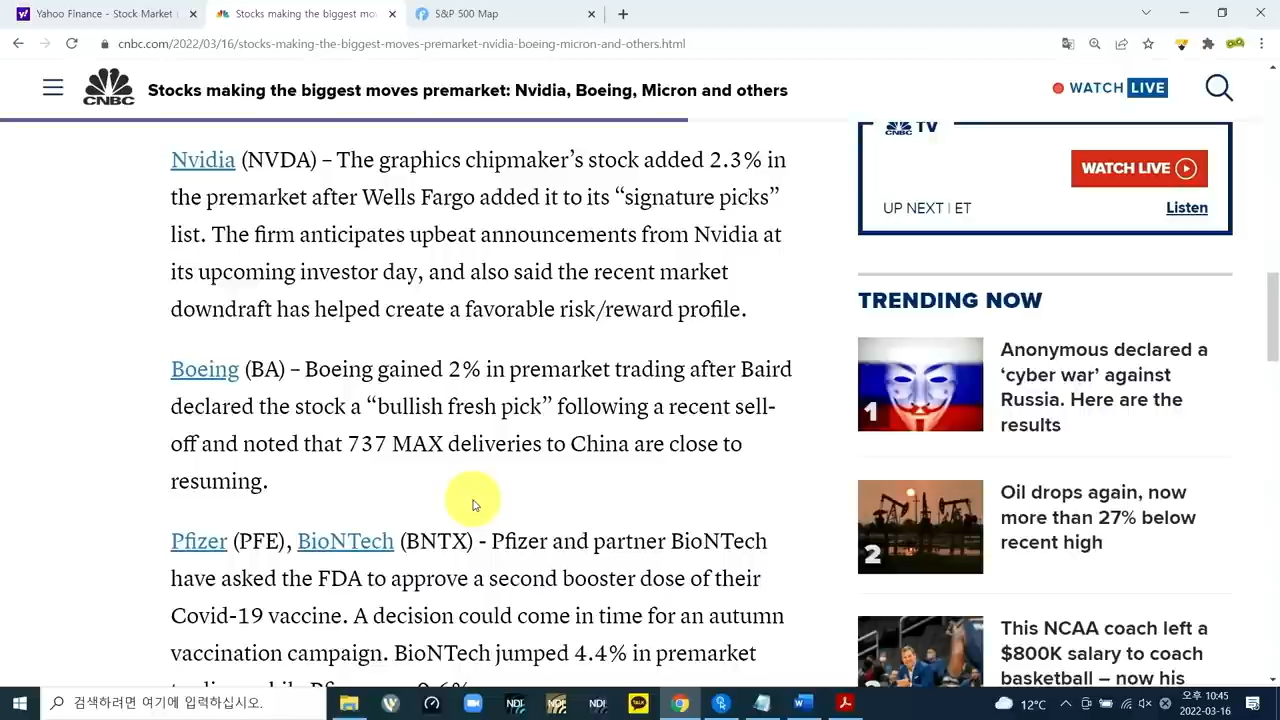 Yahoo Finance - Stock Market L
Stocks making the biggest mov
S&P 500 Map
cnbc.com/2022/03/16/stocks-making-the-biggest-moves-premarket-nvidia-boeing-micron-and-others.html
CNBC
Stocks making the biggest moves premarket: Nvidia, Boeing, Micron and others
WATCH LIVE
Nvidia (NVDA) – The graphics chipmaker’s stock added 2.3% in
the premarket after Wells Fargo added it to its “signature picks”
list. The firm anticipates upbeat announcements from Nvidia at
its upcoming investor day, and also said the recent market
downdraft has helped create a favorable risk/reward profile.
Boeing (BA) – Boeing gained 2% in premarket trading after Baird
declared the stock a “bullish fresh pick” following a recent sell-
off and noted that 737 MAX deliveries to China are close to
resuming.
Pfizer (PFE), BioNTech (BNTX) - Pfizer and partner BioNTech
have asked the FDA to approve a second booster dose of their
Covid-19 vaccine. A decision could come in time for an autumn
vaccination campaign. BioNTech jumped 4.4% in premarket
CNBC TV
WATCH LIVE
UP NEXT | ET
Listen
TRENDING NOW
1
Anonymous declared a
‘cyber war’ against
Russia. Here are the
results
2
Oil drops again, now
more than 27% below
recent high
This NCAA coach left a
$800K salary to coach
basketball – now his
검색하려면 여기에 입력하십시오.
TALK
12°C
오후 10:45
2022-03-16